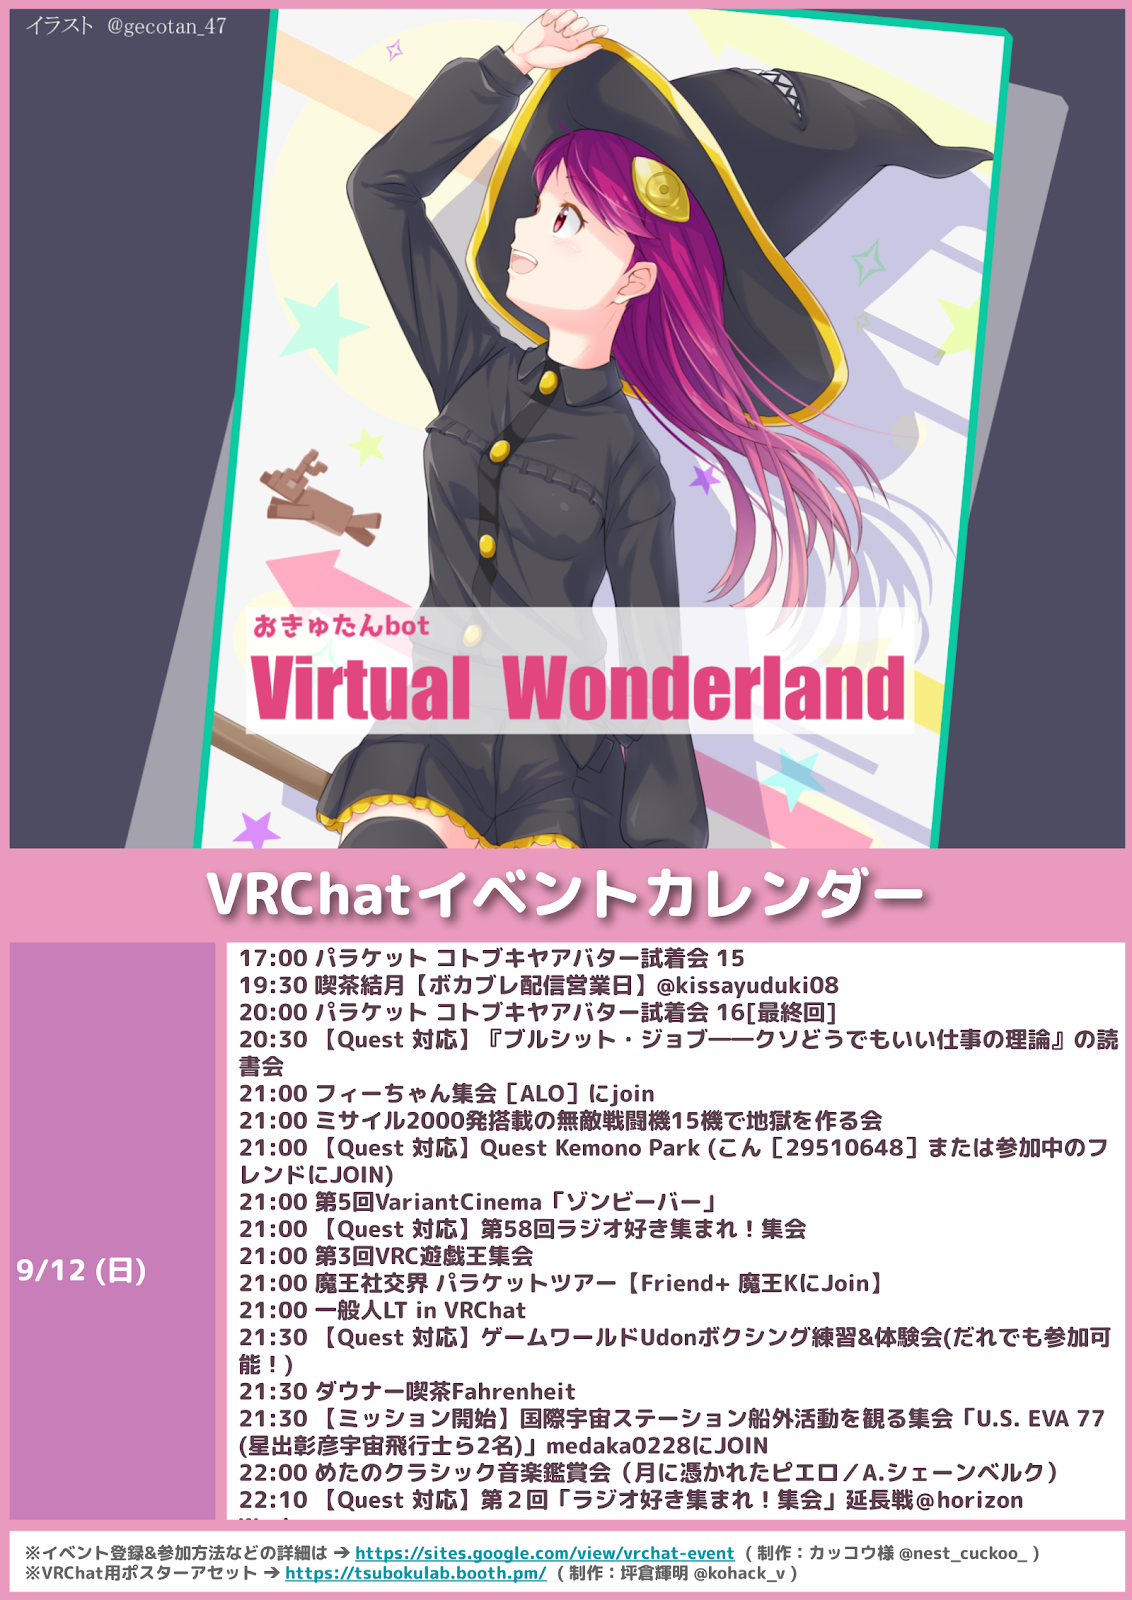 イラスト @gecotan_47
おきゅたんbot
Virtual Wonderland
VRChatイベントカレンダー
9/12 (日)
17:00 パラケット コトブキヤアバター試着会 15
19:30 喫茶結月【ボカブレ配信営業日】@kissayuduki08
20:00 パラケット コトブキヤアバター試着会 16[最終回]
20:30 【Quest 対応】『ブルシット・ジョブ――クソどうでもいい仕事の理論』の読
書会
21:00 フィーちゃん集会［ALO］にjoin
21:00 ミサイル2000発搭載の無敵戦闘機15機で地獄を作る会
21:00 【Quest 対応】Quest Kemono Park (こん［29510648］または参加中のフ
レンドにJOIN)
21:00 第5回VariantCinema「ゾンビーバー」
21:00 【Quest 対応】第58回ラジオ好き集まれ！集会
21:00 第3回VRC遊戯王集会
21:00 魔王社交界 パラケットツアー【Friend+ 魔王KにJoin】
21:00 一般人LT in VRChat
21:30 【Quest 対応】ゲームワールドUdonボクシング練習&体験会(だれでも参加可
能！)
21:30 ダウナー喫茶Fahrenheit
21:30 【ミッション開始】国際宇宙ステーション船外活動を観る集会「U.S. EVA 77
(星出彰彦宇宙飛行士ら2名)」medaka0228にJOIN
22:00 めたのクラシック音楽鑑賞会（月に憑かれたピエロ／A.シェーンベルク）
22:10 【Quest 対応】第２回「ラジオ好き集まれ！集会」延長戦＠horizon
※イベント登録&参加方法などの詳細は ➔ https://sites.google.com/view/vrchat-event ( 制作：カッコウ様 @nest_cuckoo_ )
※VRChat用ポスターアセット ➔ https://tsubokulab.booth.pm/ ( 制作：坪倉輝明 @kohack_v )